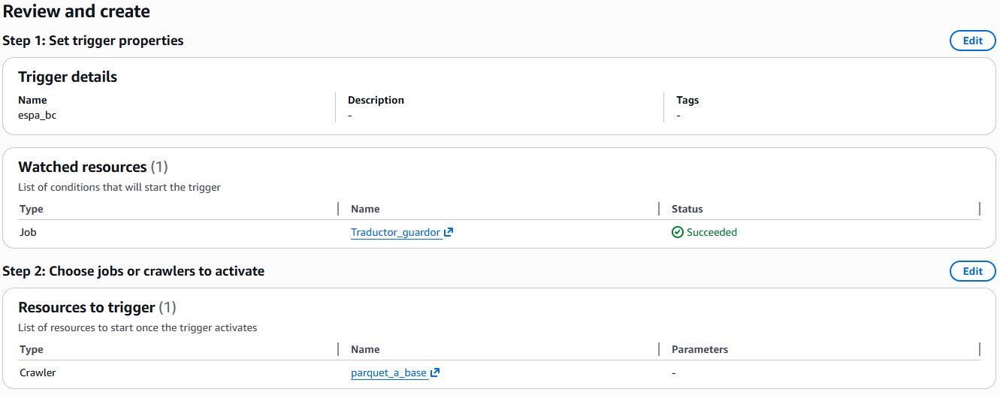 Review and create
Step 1: Set trigger properties
Edit
Trigger details
Name
Description
Tags
espa_bc
-
-
Watched resources (1)
List of conditions that will start the trigger
Type
Name
Status
Job
Traductor_guardor
Succeeded
Step 2: Choose jobs or crawlers to activate
Edit
Resources to trigger (1)
List of resources to start once the trigger activates
Type
Name
Parameters
Crawler
parquet_a_base
-